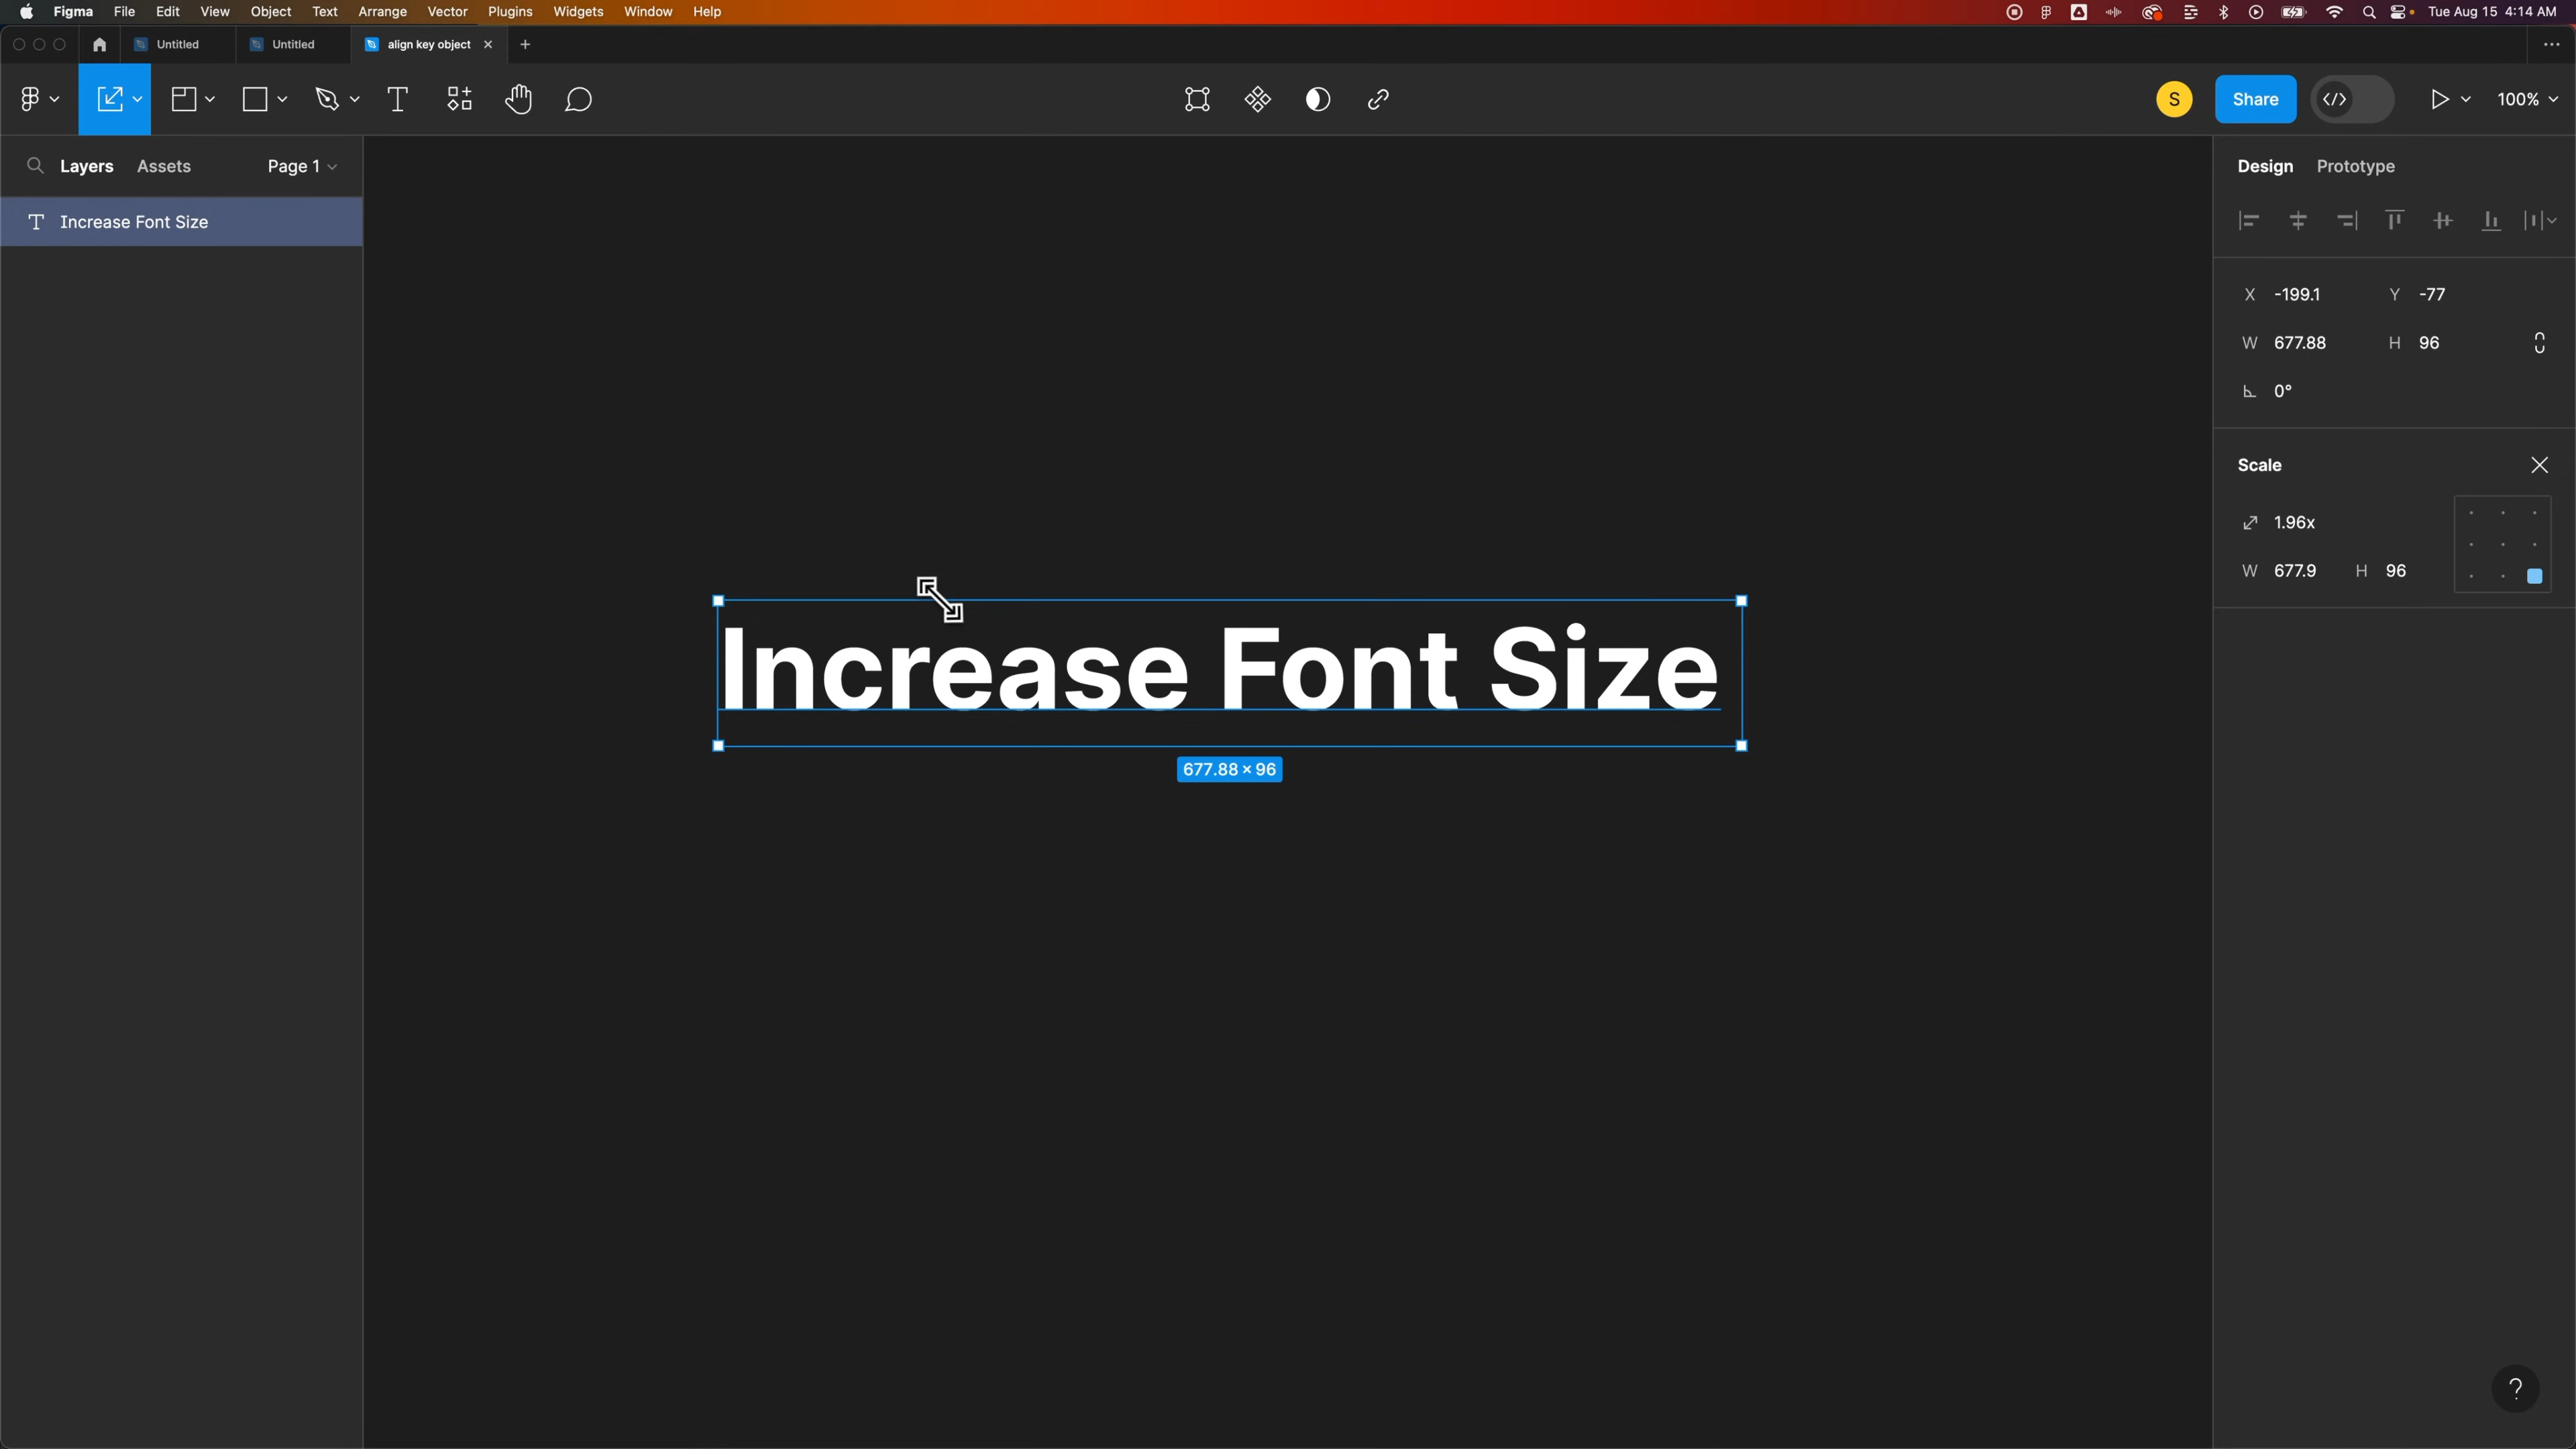 Figma File Edit View Object Text Arrange Vector Plugins Widgets Window Help Tue Aug 15 4:14 AM
Untitled Untitled align key object
S Share 100%
Layers Assets Page 1
Increase Font Size
Design Prototype
X -199.1 Y -77
W 677.88 H 96
0°
Scale
1.96x
W 677.9 H 96
Increase Font Size
677.88 × 96
?